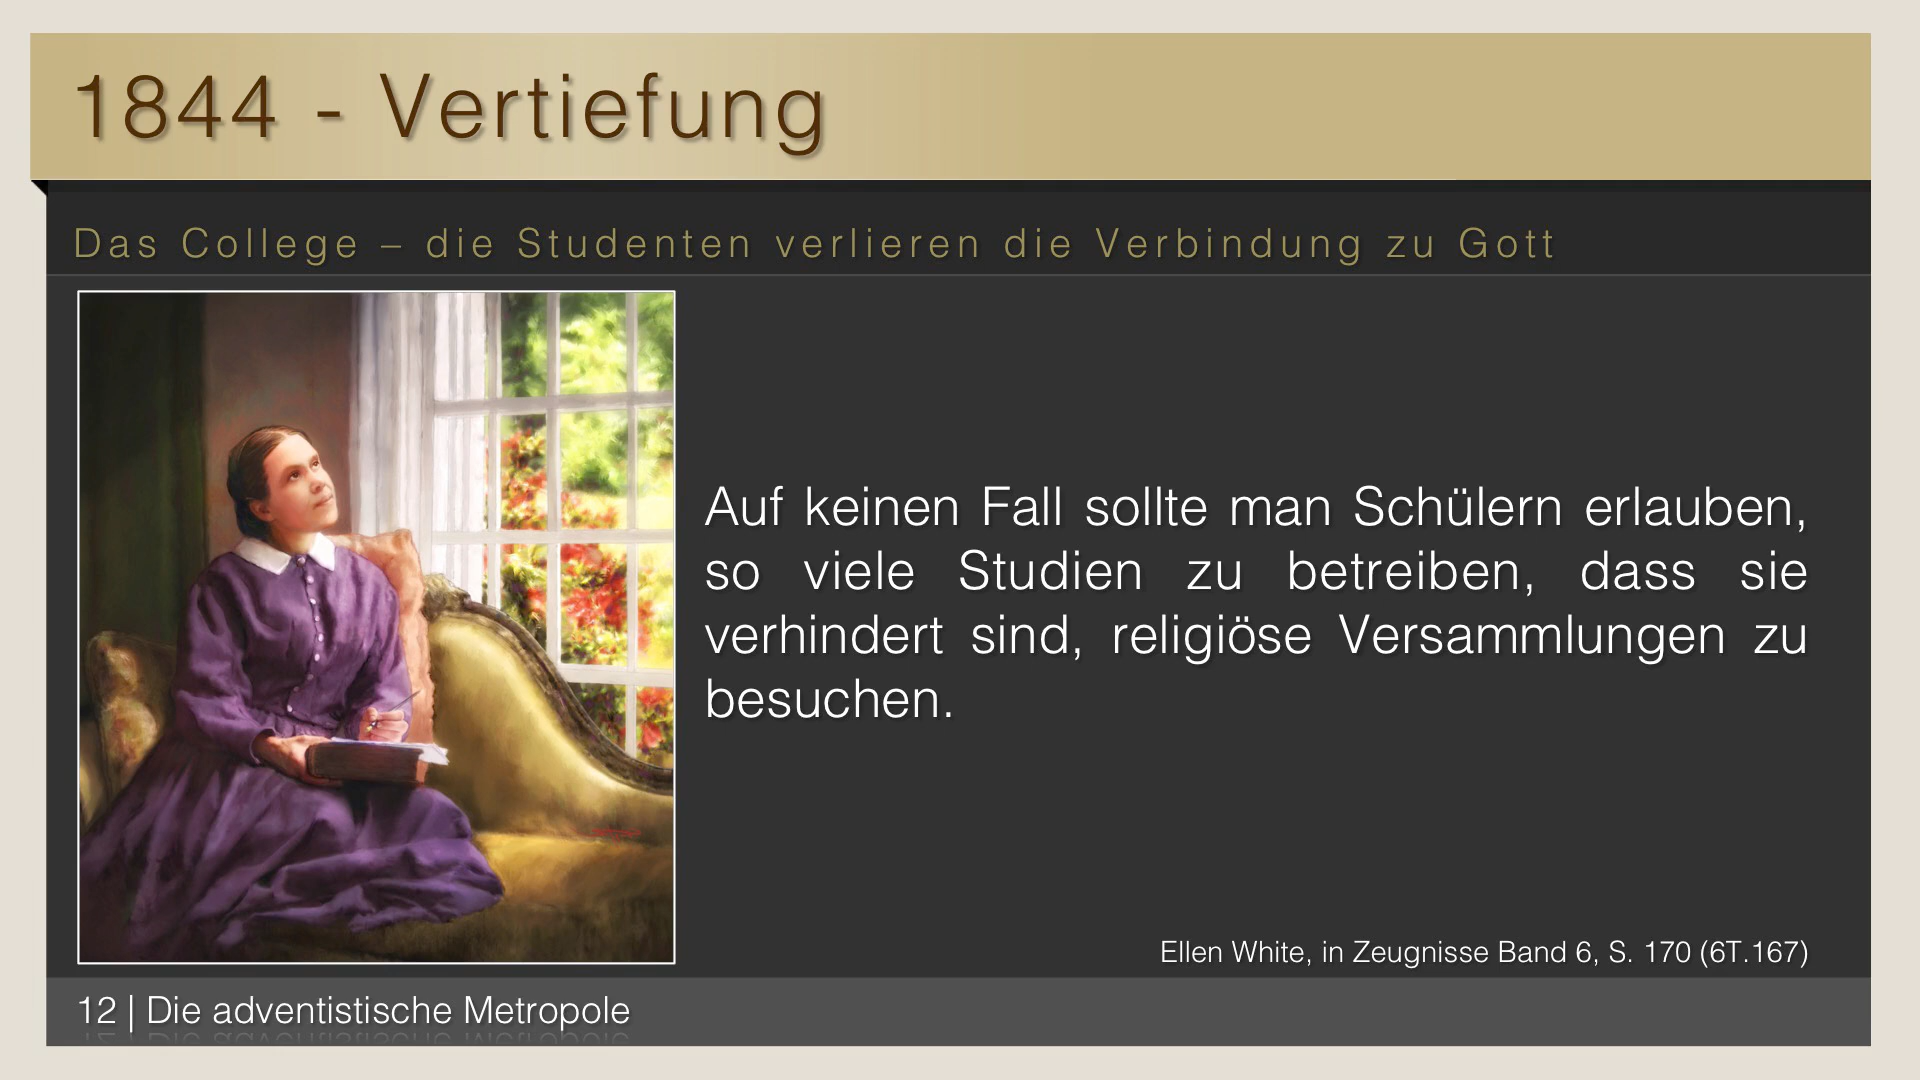 1844 - Vertiefung
Das College – die Studenten verlieren die Verbindung zu Gott
Auf keinen Fall sollte man Schülern erlauben,
so viele Studien zu betreiben, dass sie
verhindert sind, religiöse Versammlungen zu
besuchen.
Ellen White, in Zeugnisse Band 6, S. 170 (6T.167)
12 | Die adventistische Metropole